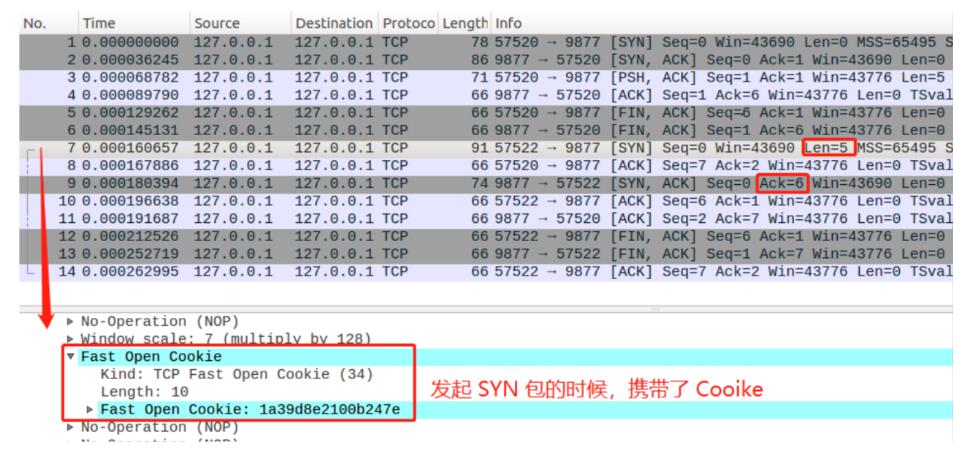 No. Time Source Destination Protoco Length Info
1 0.000000000 127.0.0.1 127.0.0.1 TCP 78 57520 → 9877 [SYN] Seq=0 Win=43690 Len=0 MSS=65495 S
2 0.000036245 127.0.0.1 127.0.0.1 TCP 86 9877 → 57520 [SYN, ACK] Seq=0 Ack=1 Win=43690 Len=0
3 0.000068782 127.0.0.1 127.0.0.1 TCP 71 57520 → 9877 [PSH, ACK] Seq=1 Ack=1 Win=43776 Len=5
4 0.000089790 127.0.0.1 127.0.0.1 TCP 66 9877 → 57520 [ACK] Seq=1 Ack=6 Win=43776 Len=0 TSval
5 0.000129262 127.0.0.1 127.0.0.1 TCP 66 57520 → 9877 [FIN, ACK] Seq=6 Ack=1 Win=43776 Len=0
6 0.000145131 127.0.0.1 127.0.0.1 TCP 66 9877 → 57520 [FIN, ACK] Seq=1 Ack=6 Win=43776 Len=0
7 0.000160657 127.0.0.1 127.0.0.1 TCP 91 57522 → 9877 [SYN] Seq=0 Win=43690 Len=5 MSS=65495 S
8 0.000167886 127.0.0.1 127.0.0.1 TCP 66 57520 → 9877 [ACK] Seq=7 Ack=2 Win=43776 Len=0 TSval
9 0.000180394 127.0.0.1 127.0.0.1 TCP 74 9877 → 57522 [SYN, ACK] Seq=0 Ack=6 Win=43690 Len=0
10 0.000196638 127.0.0.1 127.0.0.1 TCP 66 57522 → 9877 [ACK] Seq=6 Ack=1 Win=43776 Len=0 TSval
11 0.000191687 127.0.0.1 127.0.0.1 TCP 66 9877 → 57520 [ACK] Seq=2 Ack=7 Win=43776 Len=0 TSval
12 0.000212526 127.0.0.1 127.0.0.1 TCP 66 57522 → 9877 [FIN, ACK] Seq=6 Ack=1 Win=43776 Len=0
13 0.000252719 127.0.0.1 127.0.0.1 TCP 66 9877 → 57522 [FIN, ACK] Seq=1 Ack=7 Win=43776 Len=0
14 0.000262995 127.0.0.1 127.0.0.1 TCP 66 57522 → 9877 [ACK] Seq=7 Ack=2 Win=43776 Len=0 TSval
No-Operation (NOP)
Window scale: 7 (multiply by 128)
Fast Open Cookie
Kind: TCP Fast Open Cookie (34)
Length: 10
发起 SYN 包的时候，携带了 Cooike
Fast Open Cookie: 1a39d8e2100b247e
No-Operation (NOP)